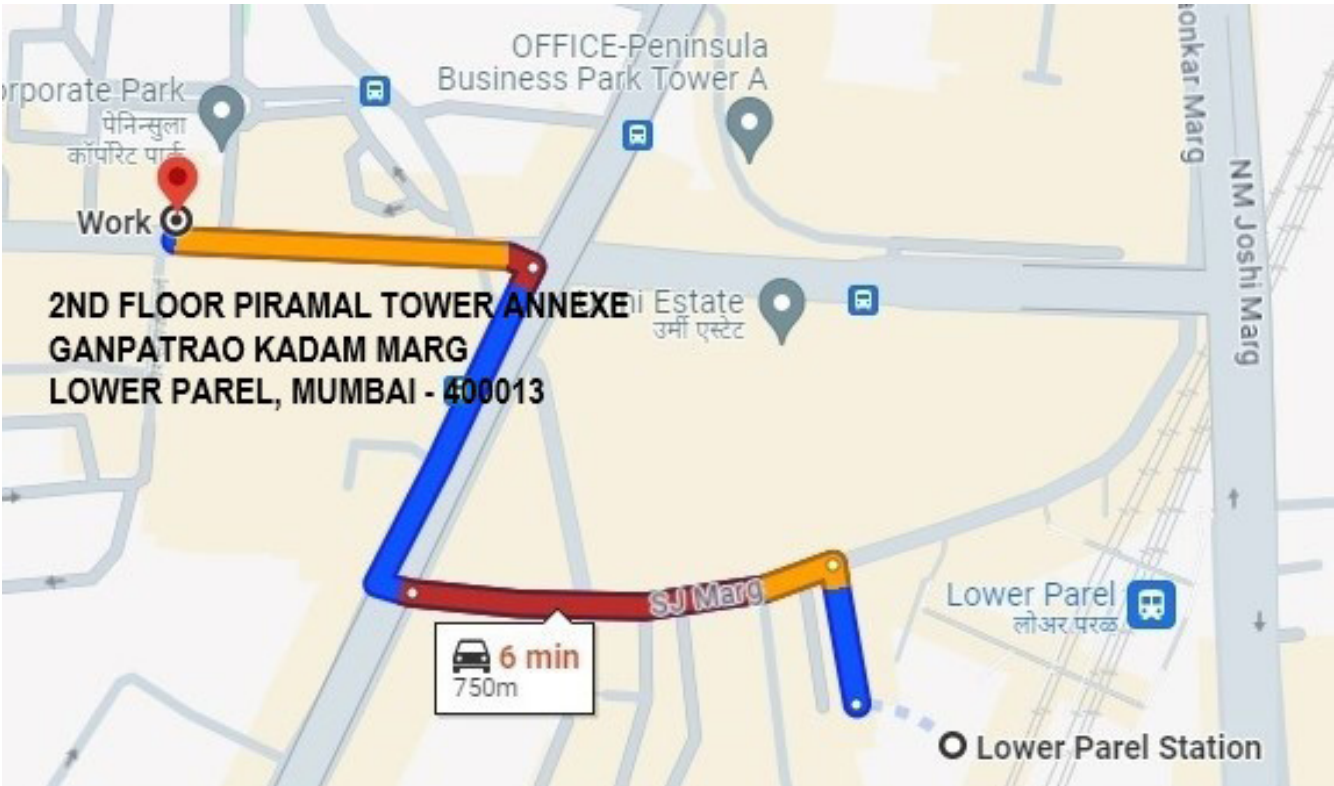 OFFICE-Peninsula
Business Park Tower A
orporate Park
पेनिन्सुला
कॉर्पोरेट पार्क
Work
onkar Marg
NM Joshi Marg
Estate
उर्मी एस्टेट
2ND FLOOR PIRAMAL TOWER ANNEXE
GANPATRAO KADAM MARG
LOWER PAREL, MUMBAI - 400013
SJ Marg
6 min
750m
Lower Parel
लोअर परळ
Lower Parel Station